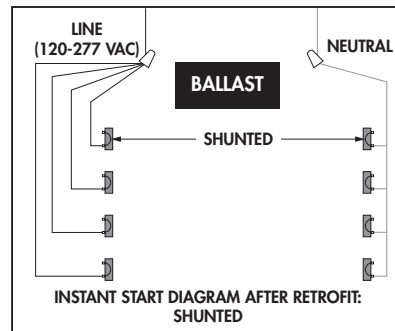 LINE
(120-277 VAC)
NEUTRAL
BALLAST
SHUNTED
INSTANT START DIAGRAM AFTER RETROFIT:
SHUNTED